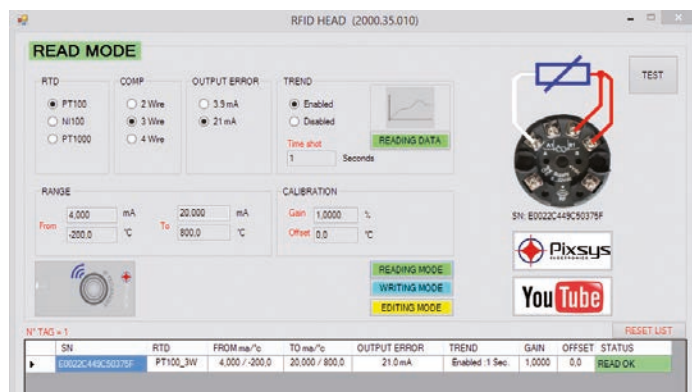 RFID HEAD (2000.35.010)
READ MODE
RTD
PT100
NI100
PT1000
COMP
2 Wire
3 Wire
4 Wire
OUTPUT ERROR
3.9 mA
21 mA
TREND
Enabled
Disabled
Time shot
1 Seconds
READING DATA
TEST
RANGE
From
4,000 mA
-200,0 °C
To
20,000 mA
800,0 °C
CALIBRATION
Gain 1,0000 %
Offset 0,0 °C
SN: E0022C449C50375F
Pixsys
ELECTRONICS
YouTube
READING MODE
WRITING MODE
EDITING MODE
N° TAG = 1
RESET LIST
SN RTD FROM ma/°c TO ma/°c OUTPUT ERROR TREND GAIN OFFSET STATUS
E0022C449C50375F PT100_3W 4,000 / -200,0 20,000 / 800,0 21.0 mA Enabled :1 Sec. 1,0000 0,0 READ OK